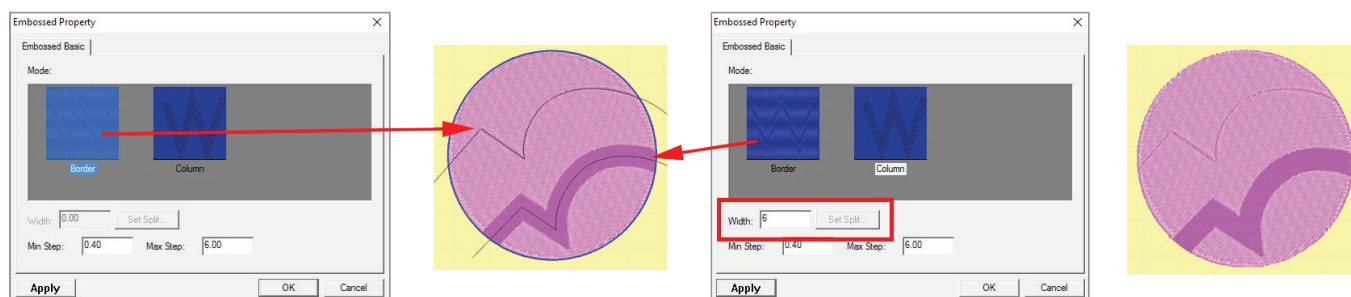 Embossed Property
Embossed Basic
Mode:
Border
Column
Width: 0.00 Set Split...
Min Step: 0.40 Max Step: 6.00
Apply OK Cancel
Embossed Property
Embossed Basic
Mode:
Border
Column
Width: 6 Set Split...
Min Step: 0.40 Max Step: 6.00
Apply OK Cancel